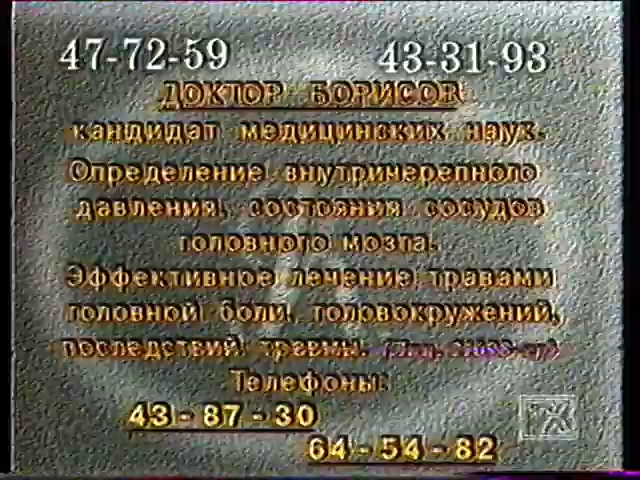 47-72-59 43-31-93
ДОКТОР БОРИСОВ
кандидат медицинских наук.
Определение внутричерепного
давления, состояния сосудов
головного мозга.
Эффективное лечение травами
головной боли, головокружений,
последствий травмы.
Телефоны:
43-87-30
64-54-82